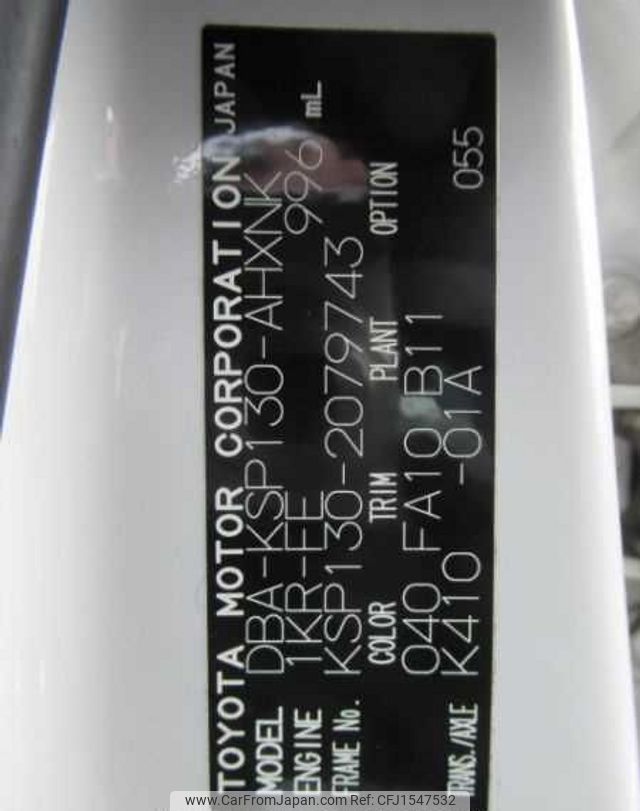 TOYOTA MOTOR CORPORATION JAPAN
MODEL DBA-KSP130-AHXNK
ENGINE 1KR-FE 996 mL
FRAME No. KSP130-2079743
COLOR TRIM PLANT OPTION
040 FA10 B11
TRANS./AXLE K410 -01A 055
www.CarFromJapan.com | Ref: CFJ1547532